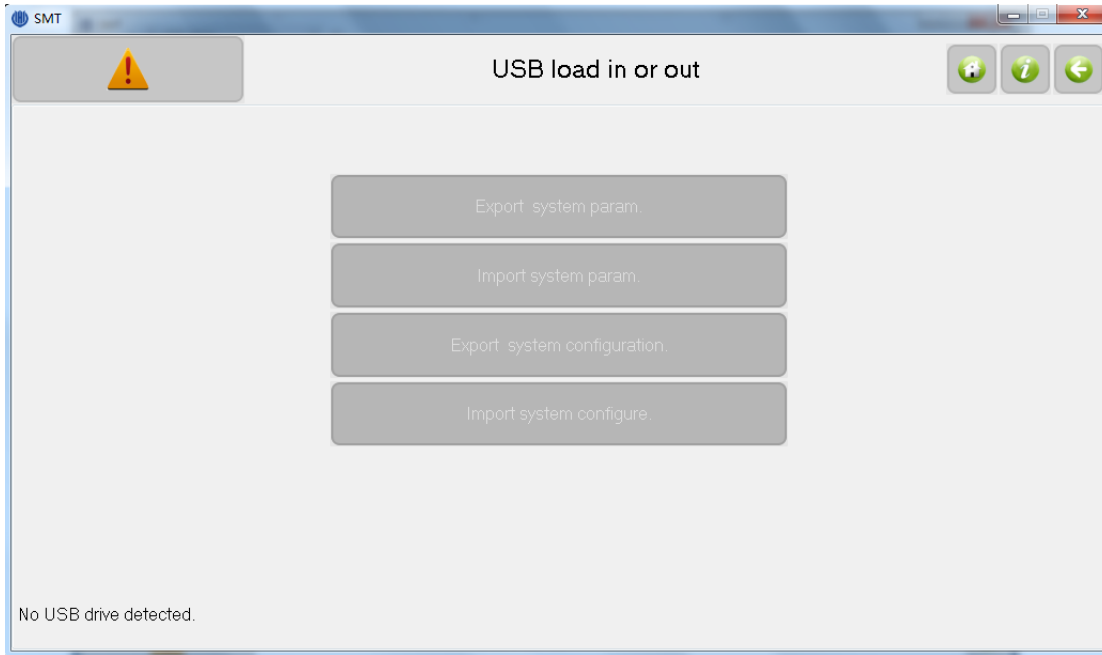 SMT
USB load in or out
Export system param.
Import system param.
Export system configuration.
Import system configure.
No USB drive detected.